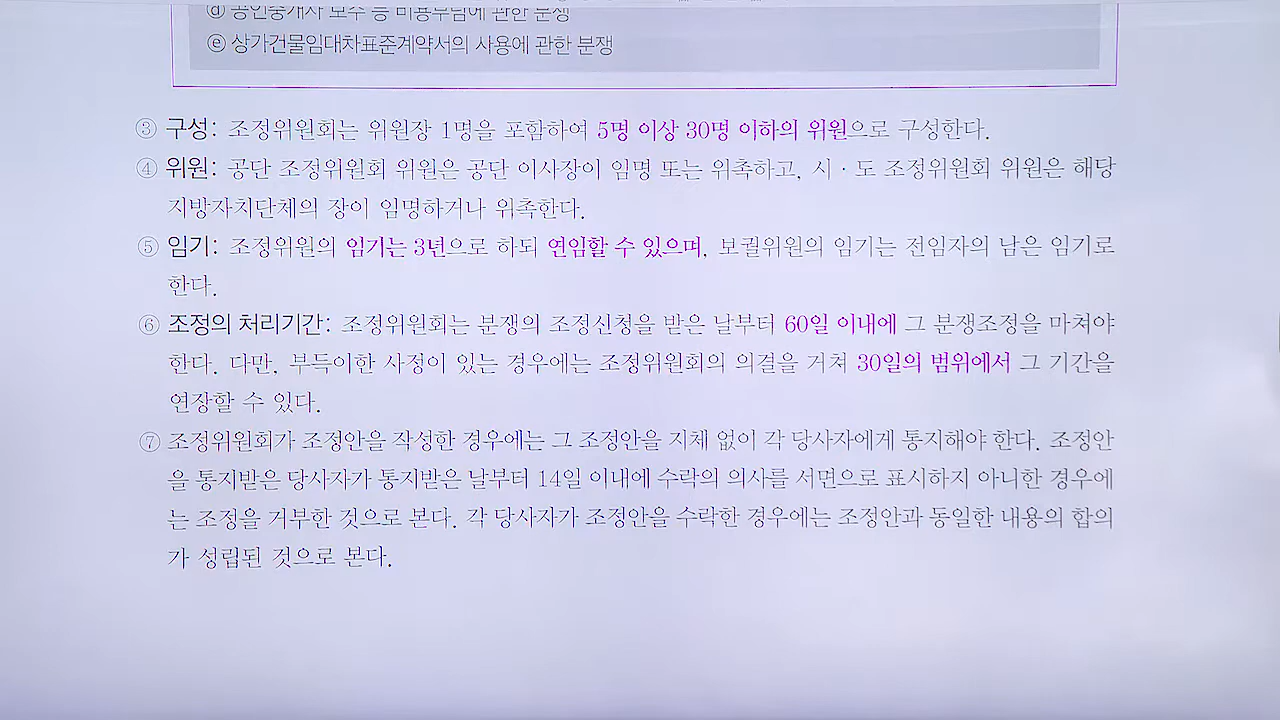 ⓓ 공인중개사 보수 등 비용부담에 관한 분쟁
ⓔ 상가건물임대차표준계약서의 사용에 관한 분쟁
③ 구성: 조정위원회는 위원장 1명을 포함하여 5명 이상 30명 이하의 위원으로 구성한다.
④ 위원: 공단 조정위원회 위원은 공단 이사장이 임명 또는 위촉하고, 시·도 조정위원회 위원은 해당
지방자치단체의 장이 임명하거나 위촉한다.
⑤ 임기: 조정위원의 임기는 3년으로 하되 연임할 수 있으며, 보궐위원의 임기는 전임자의 남은 임기로
한다.
⑥ 조정의 처리기간: 조정위원회는 분쟁의 조정신청을 받은 날부터 60일 이내에 그 분쟁조정을 마쳐야
한다. 다만, 부득이한 사정이 있는 경우에는 조정위원회의 의결을 거쳐 30일의 범위에서 그 기간을
연장할 수 있다.
⑦ 조정위원회가 조정안을 작성한 경우에는 그 조정안을 지체 없이 각 당사자에게 통지해야 한다. 조정안
을 통지받은 당사자가 통지받은 날부터 14일 이내에 수락의 의사를 서면으로 표시하지 아니한 경우에
는 조정을 거부한 것으로 본다. 각 당사자가 조정안을 수락한 경우에는 조정안과 동일한 내용의 합의
가 성립된 것으로 본다.